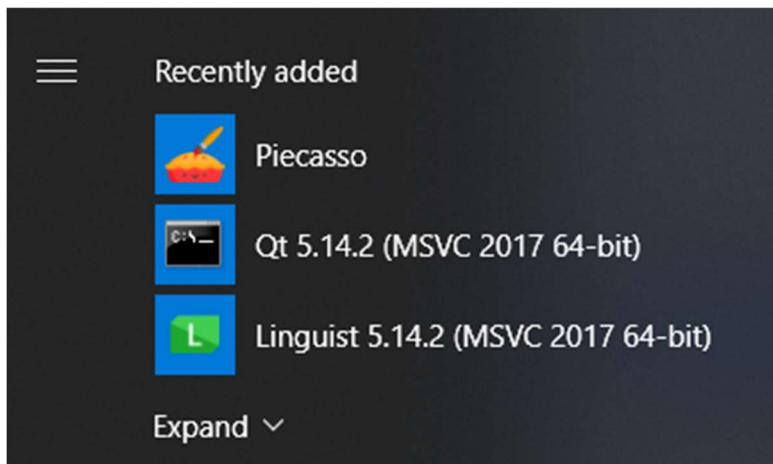 Recently added
Piecasso
C:\_
Qt 5.14.2 (MSVC 2017 64-bit)
L
Linguist 5.14.2 (MSVC 2017 64-bit)
Expand